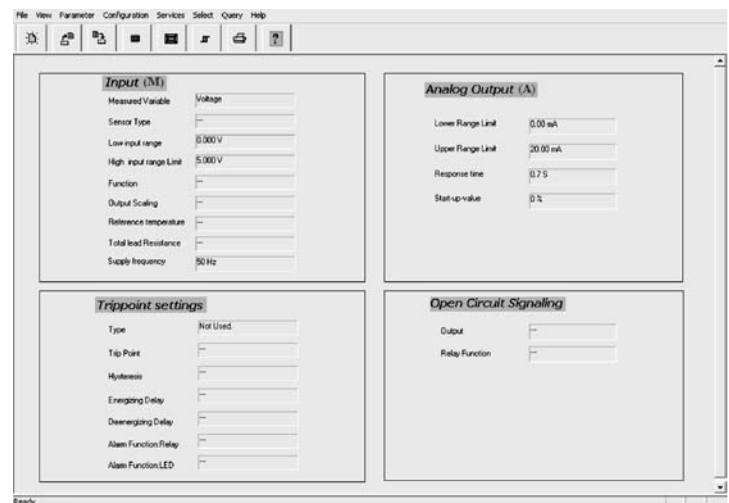 File View Parameter Configuration Services Select Query Help
Input (M)
Measured Variable Voltage
Sensor Type ---
Low input range 0.000 V
High input range Limit 5.000 V
Function ---
Output Scaling ---
Reference temperature ---
Total lead Resistance ---
Supply frequency 50 Hz
Analog Output (A)
Lower Range Limit 0.00 mA
Upper Range Limit 20.00 mA
Response time 0.7 S
Start-up-value 0 %
Trippoint settings
Type Not Used.
Trip Point ---
Hysteresis ---
Energizing Delay ---
Deenergizing Delay ---
Alarm Function:Relay ---
Alarm Function:LED ---
Open Circuit Signaling
Output ---
Relay Function ---
Ready